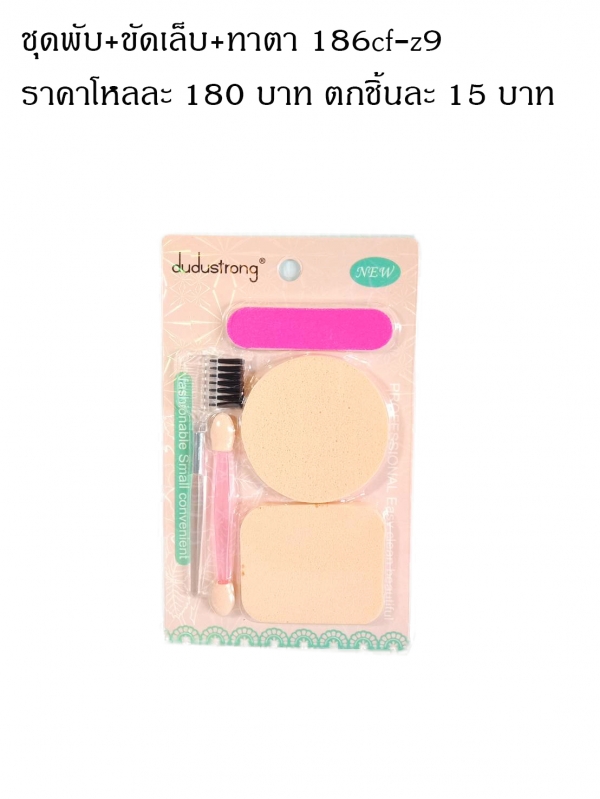 ชุดพับ+ขัดเล็บ+ทาตา 186cf-z9
ราคาโหลละ 180 บาท ตกชิ้นละ 15 บาท
dudustrong®
NEW
fashionable Small convenient
PROFESSIONAL
beautiful